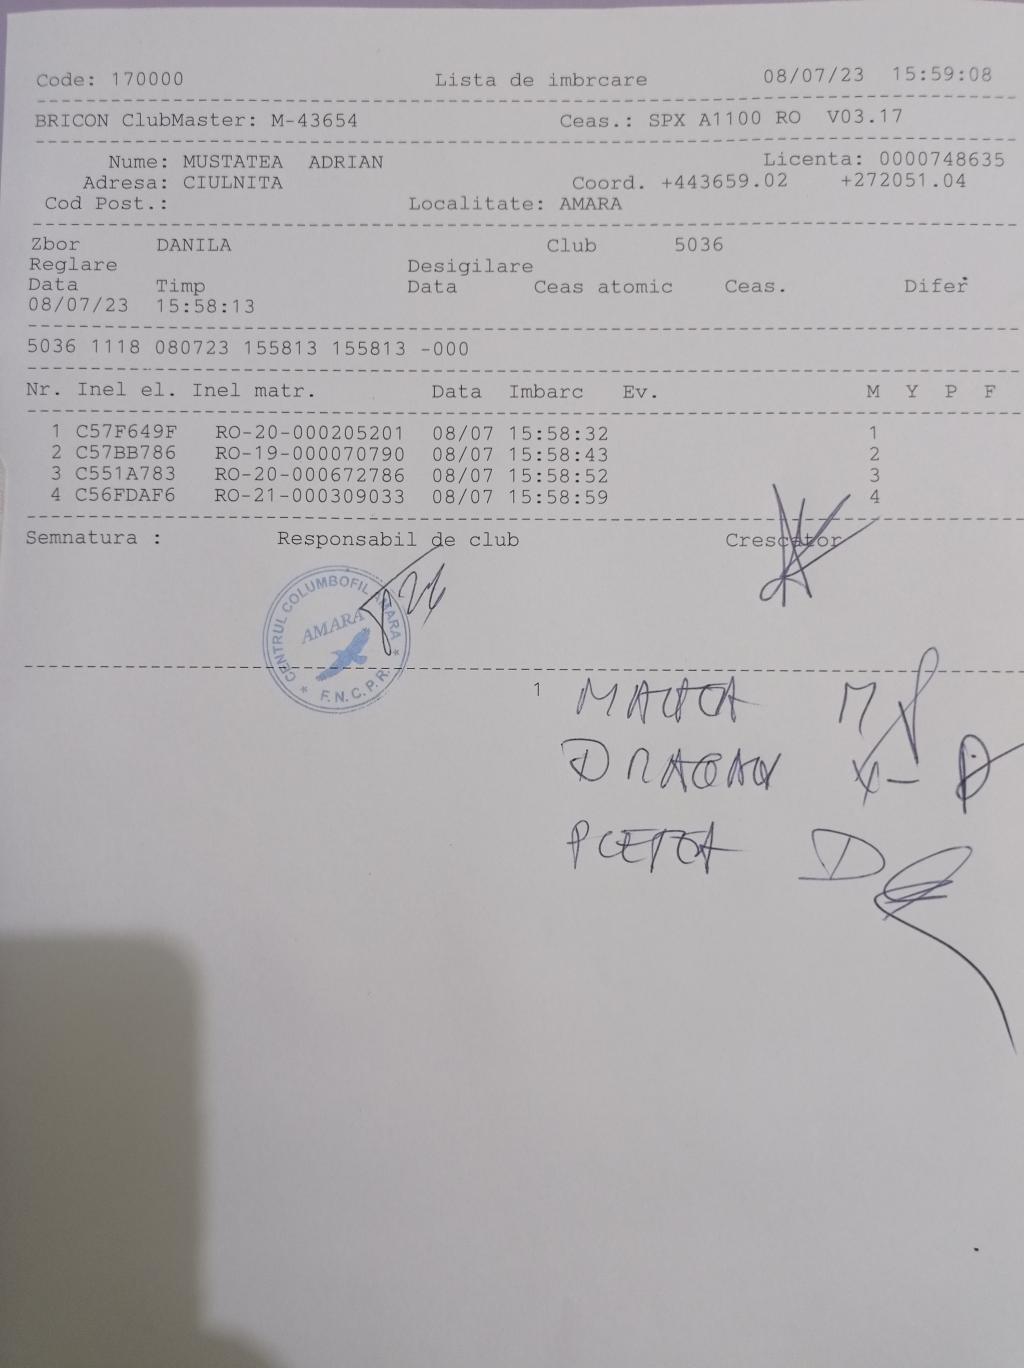 Code: 170000 Lista de imbrcare 08/07/23 15:59:08
BRICON ClubMaster: M-43654 Ceas.: SPX A1100 RO V03.17
Nume: MUSTATEA ADRIAN Licenta: 0000748635
Adresa: CIULNITA Coord. +443659.02 +272051.04
Cod Post.: Localitate: AMARA
Zbor DANILA Club 5036
Reglare Desigilare
Data Timp Data Ceas atomic Ceas. Difer
08/07/23 15:58:13
5036 1118 080723 155813 155813 -000
Nr. Inel el. Inel matr. Data Imbarc Ev. M Y P F
1 C57F649F RO-20-000205201 08/07 15:58:32 1
2 C57BB786 RO-19-000070790 08/07 15:58:43 2
3 C551A783 RO-20-000672786 08/07 15:58:52 3
4 C56FDAF6 RO-21-000309033 08/07 15:58:59 4
Semnatura : Responsabil de club Crescator
CENTRUL COLUMBOFIL AMARA
AMARA
* F.N.C.P.R. *
1